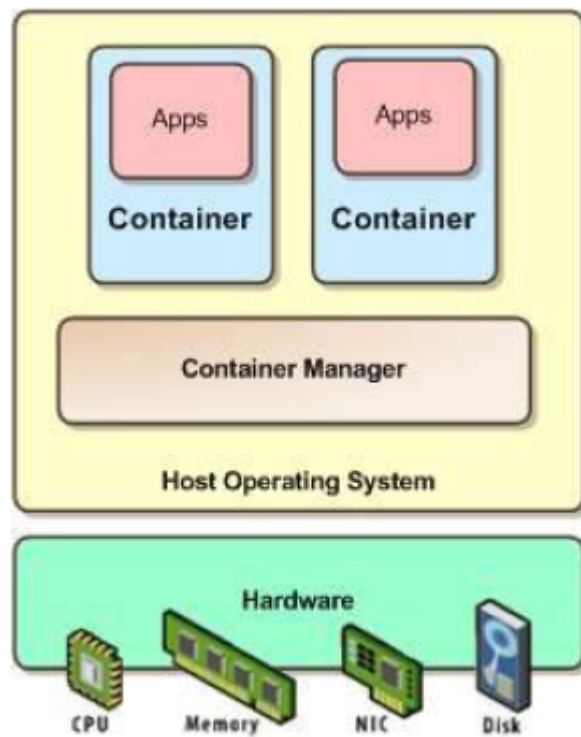 Apps
Apps
Container
Container
Container Manager
Host Operating System
Hardware
CPU
Memory
NIC
Disk